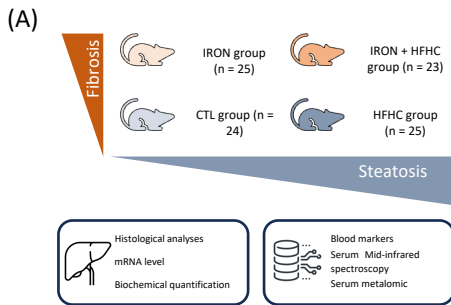 (A)
Fibrosis
IRON group
(n = 25)
IRON + HFHC
group (n = 23)
CTL group (n =
24)
HFHC group
(n = 25)
Steatosis
Histological analyses
mRNA level
Biochemical quantification
Blood markers
Serum Mid-infrared
spectroscopy
Serum metalomic